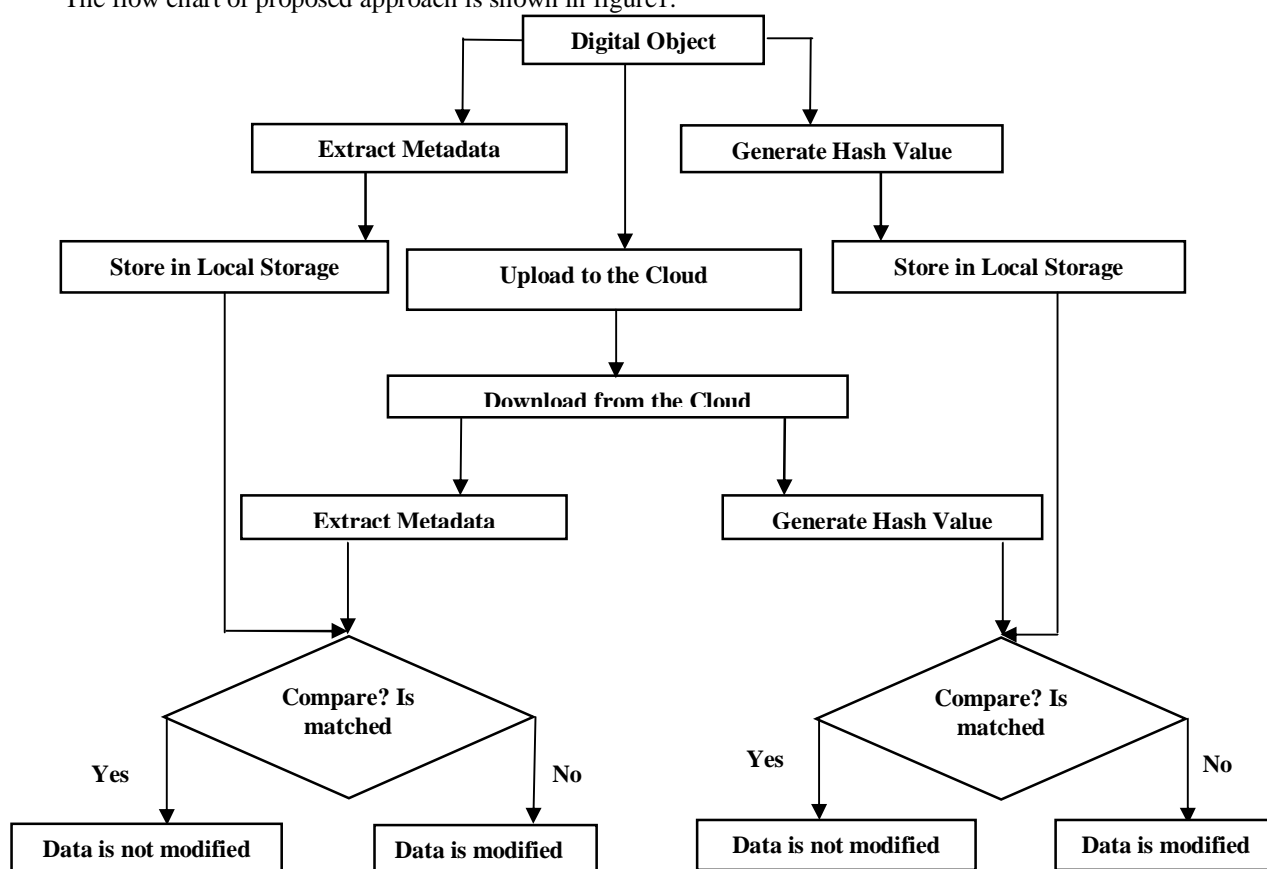 The flow chart of proposed approach is shown in figure1.
Digital Object
Extract Metadata
Generate Hash Value
Store in Local Storage
Upload to the Cloud
Store in Local Storage
Download from the Cloud
Extract Metadata
Generate Hash Value
Compare? Is
matched
Compare? Is
matched
Yes
No
Yes
No
Data is not modified
Data is modified
Data is not modified
Data is modified